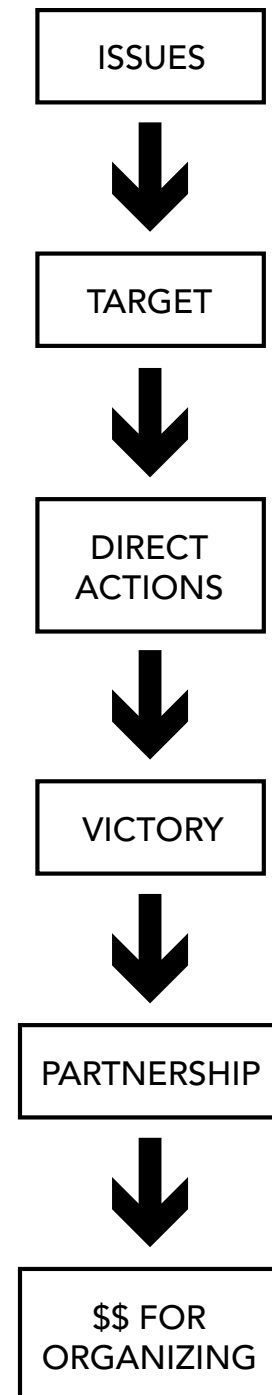 ISSUES
TARGET
DIRECT
ACTIONS
VICTORY
PARTNERSHIP
$$ FOR
ORGANIZING